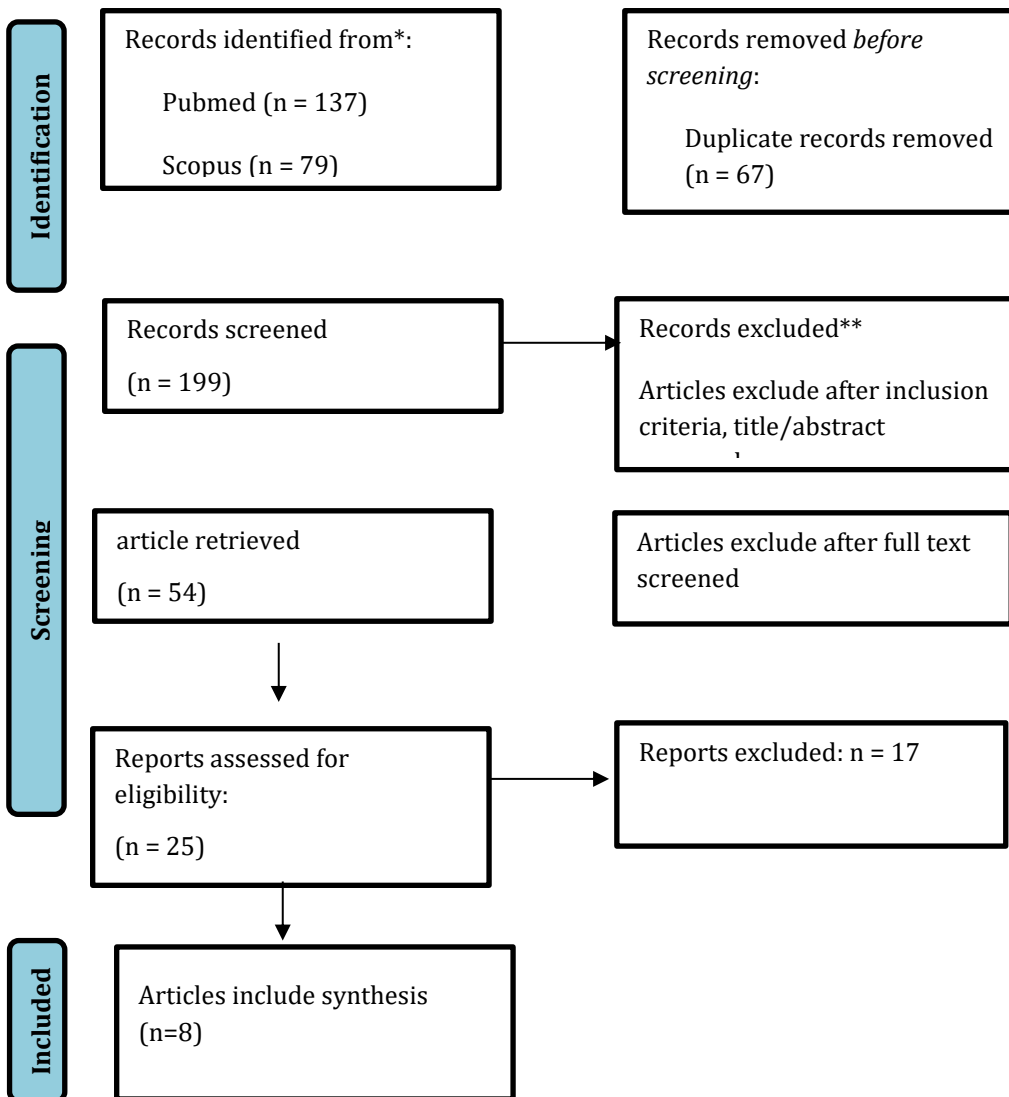 Identification
Records identified from*:
Pubmed (n = 137)
Scopus (n = 79)
Records removed before
screening:
Duplicate records removed
(n = 67)
Screening
Records screened
(n = 199)
Records excluded**
Articles exclude after inclusion
criteria, title/abstract
article retrieved
(n = 54)
Articles exclude after full text
screened
Reports assessed for
eligibility:
(n = 25)
Reports excluded: n = 17
Included
Articles include synthesis
(n=8)